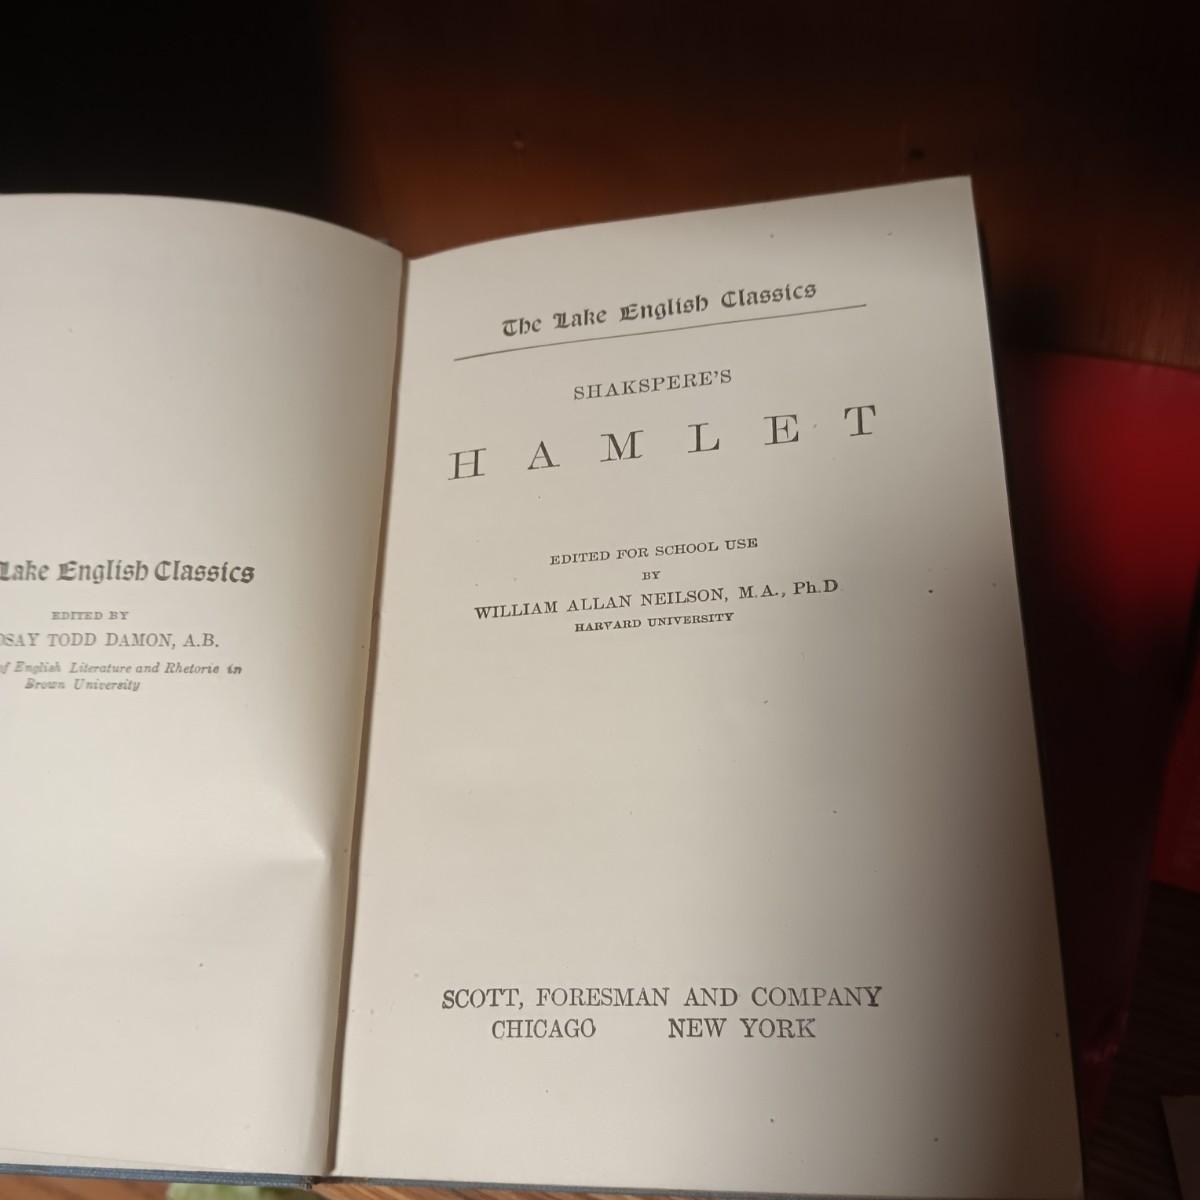 Lake English Classics
EDITED BY
TODD DAMON, A.B.
of English Literature and Rhetoric in
Brown University
The Lake English Classics
SHAKSPERE'S
HAMLET
EDITED FOR SCHOOL USE
BY
WILLIAM ALLAN NEILSON, M.A., Ph.D
HARVARD UNIVERSITY
SCOTT, FORESMAN AND COMPANY
CHICAGO NEW YORK